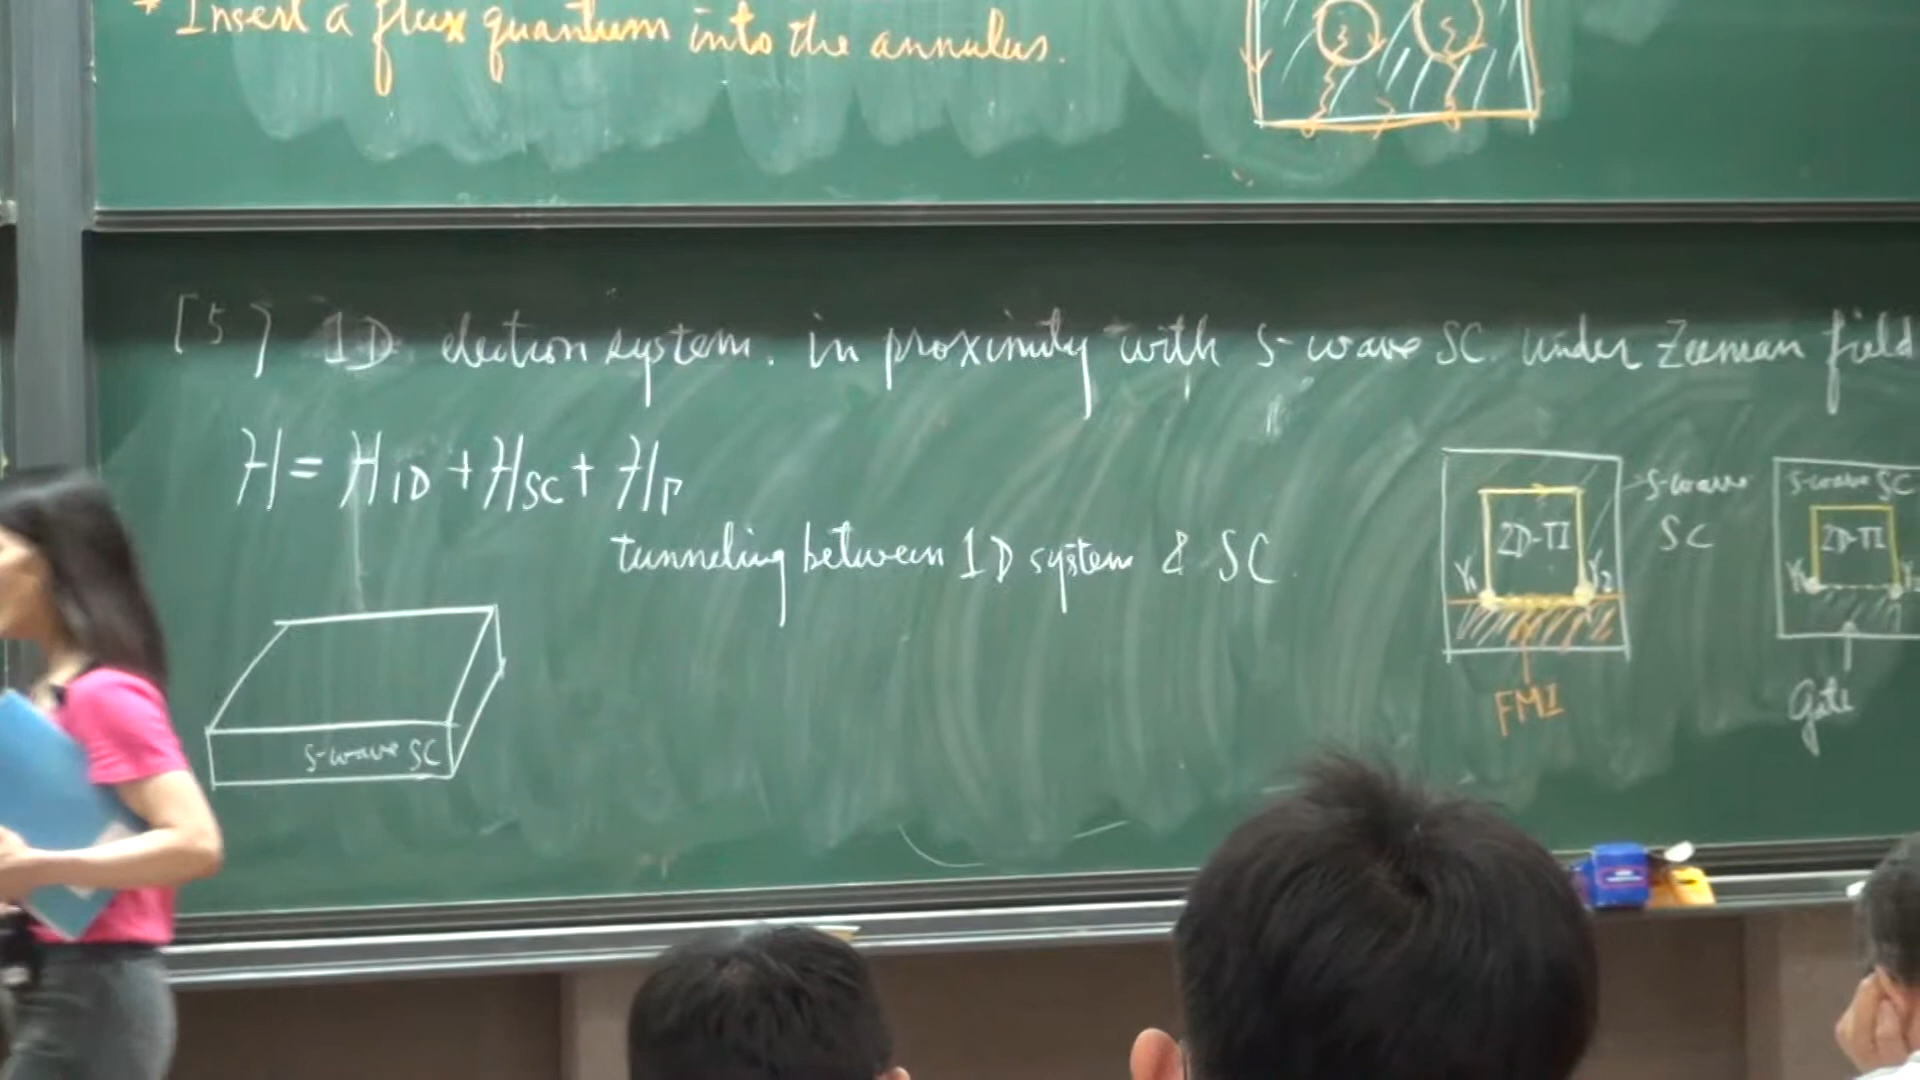 * Insert a flux quantum into the annulus.
[5] 1D election system. in proximity with S-wave SC. under Zeeman field
H = H1D + HSC + HΓ
tunneling between 1D system & SC.
S-wave SC
2D-TI
γ1 γ2
S-wave
SC
FMI
S-wave SC
2D-TI
γ1 γ2
Gate